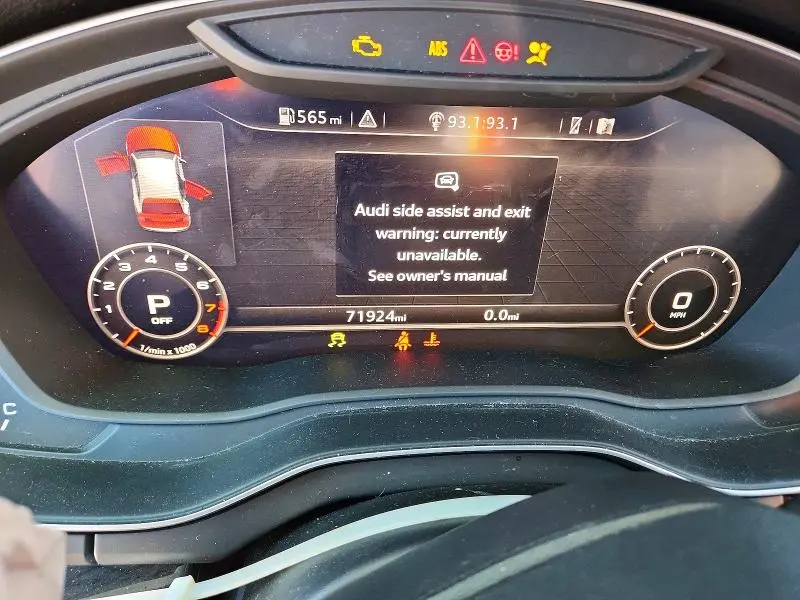 ABS
565 mi
93.1:93.1
Audi side assist and exit
warning: currently
unavailable.
See owner's manual
1 2 3 4 5 6 7 8
P
OFF
1/min x 1000
0
MPH
71924mi
0.0mi
C